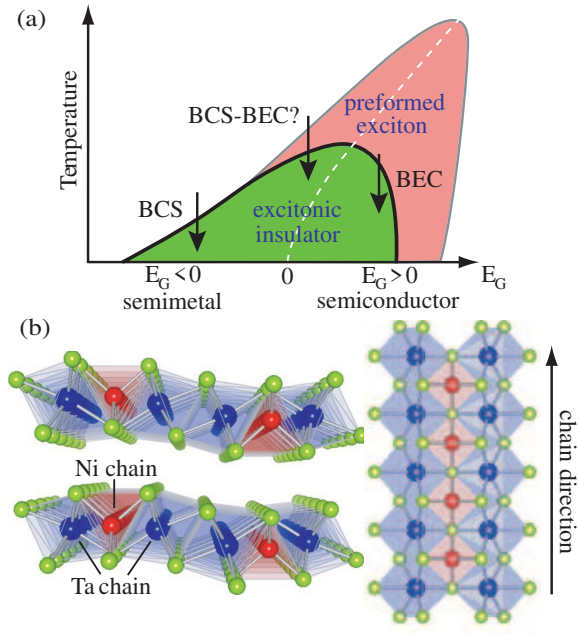 (a)
Temperature
BCS-BEC?
preformed
exciton
BCS
BEC
excitonic
insulator
E_G < 0
0
E_G > 0
E_G
semimetal
semiconductor
(b)
Ni chain
Ta chain
chain direction